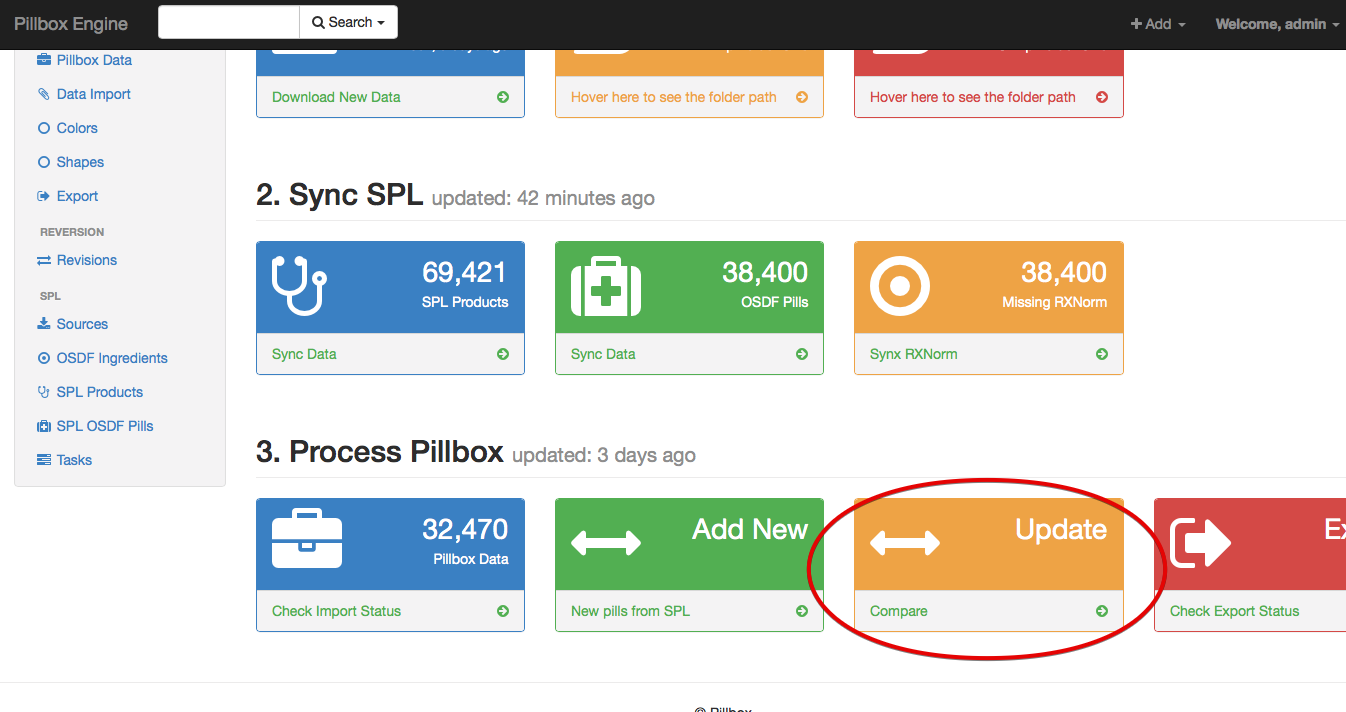 Pillbox Engine
Search
Add
Welcome, admin
Pillbox Data
Data Import
Colors
Shapes
Export
REVERSION
Revisions
SPL
Sources
OSDF Ingredients
SPL Products
SPL OSDF Pills
Tasks
Download New Data
Hover here to see the folder path
Hover here to see the folder path
2. Sync SPL updated: 42 minutes ago
69,421
SPL Products
Sync Data
38,400
OSDF Pills
Sync Data
38,400
Missing RXNorm
Synx RXNorm
3. Process Pillbox updated: 3 days ago
32,470
Pillbox Data
Check Import Status
Add New
New pills from SPL
Update
Compare
Check Export Status
© Pillbox